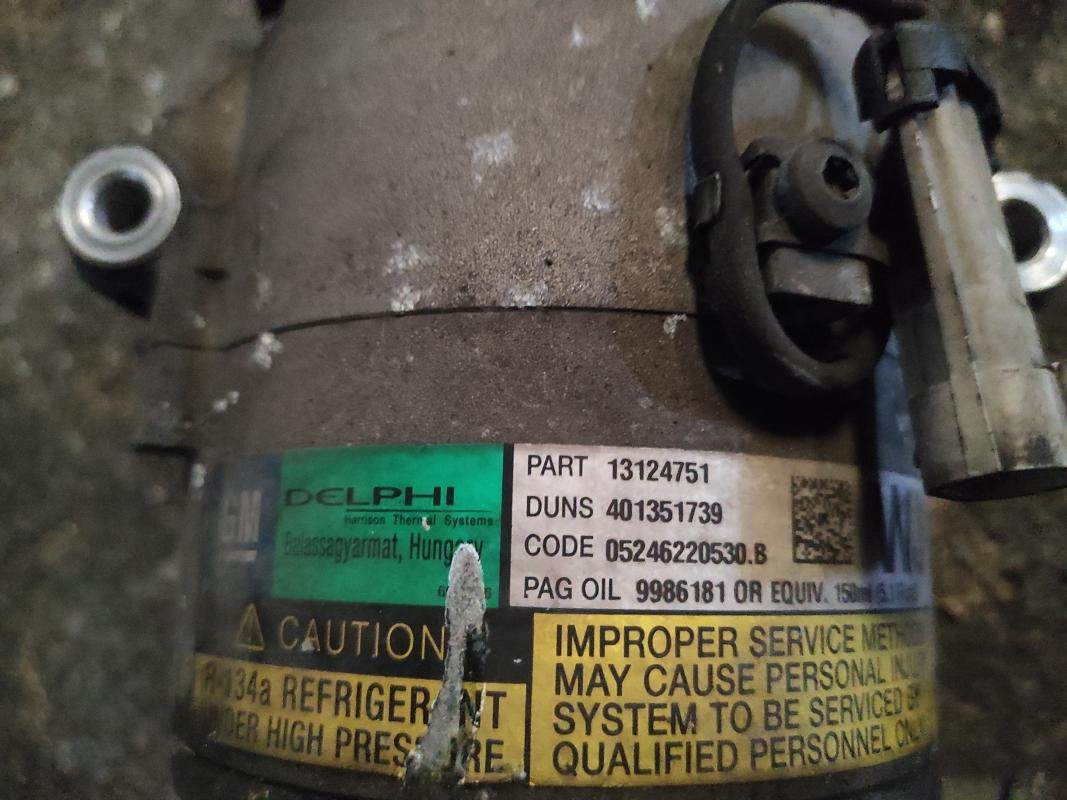 GM
DELPHI
Harrison Thermal Systems
Balassagyarmat, Hungary
PART 13124751
DUNS 401351739
CODE 05246220530.B
PAG OIL 9986181 OR EQUIV. 150ml
CAUTION
R-134a REFRIGERANT
UNDER HIGH PRESSURE
IMPROPER SERVICE METHODS
MAY CAUSE PERSONAL INJURY
SYSTEM TO BE SERVICED BY
QUALIFIED PERSONNEL ONLY